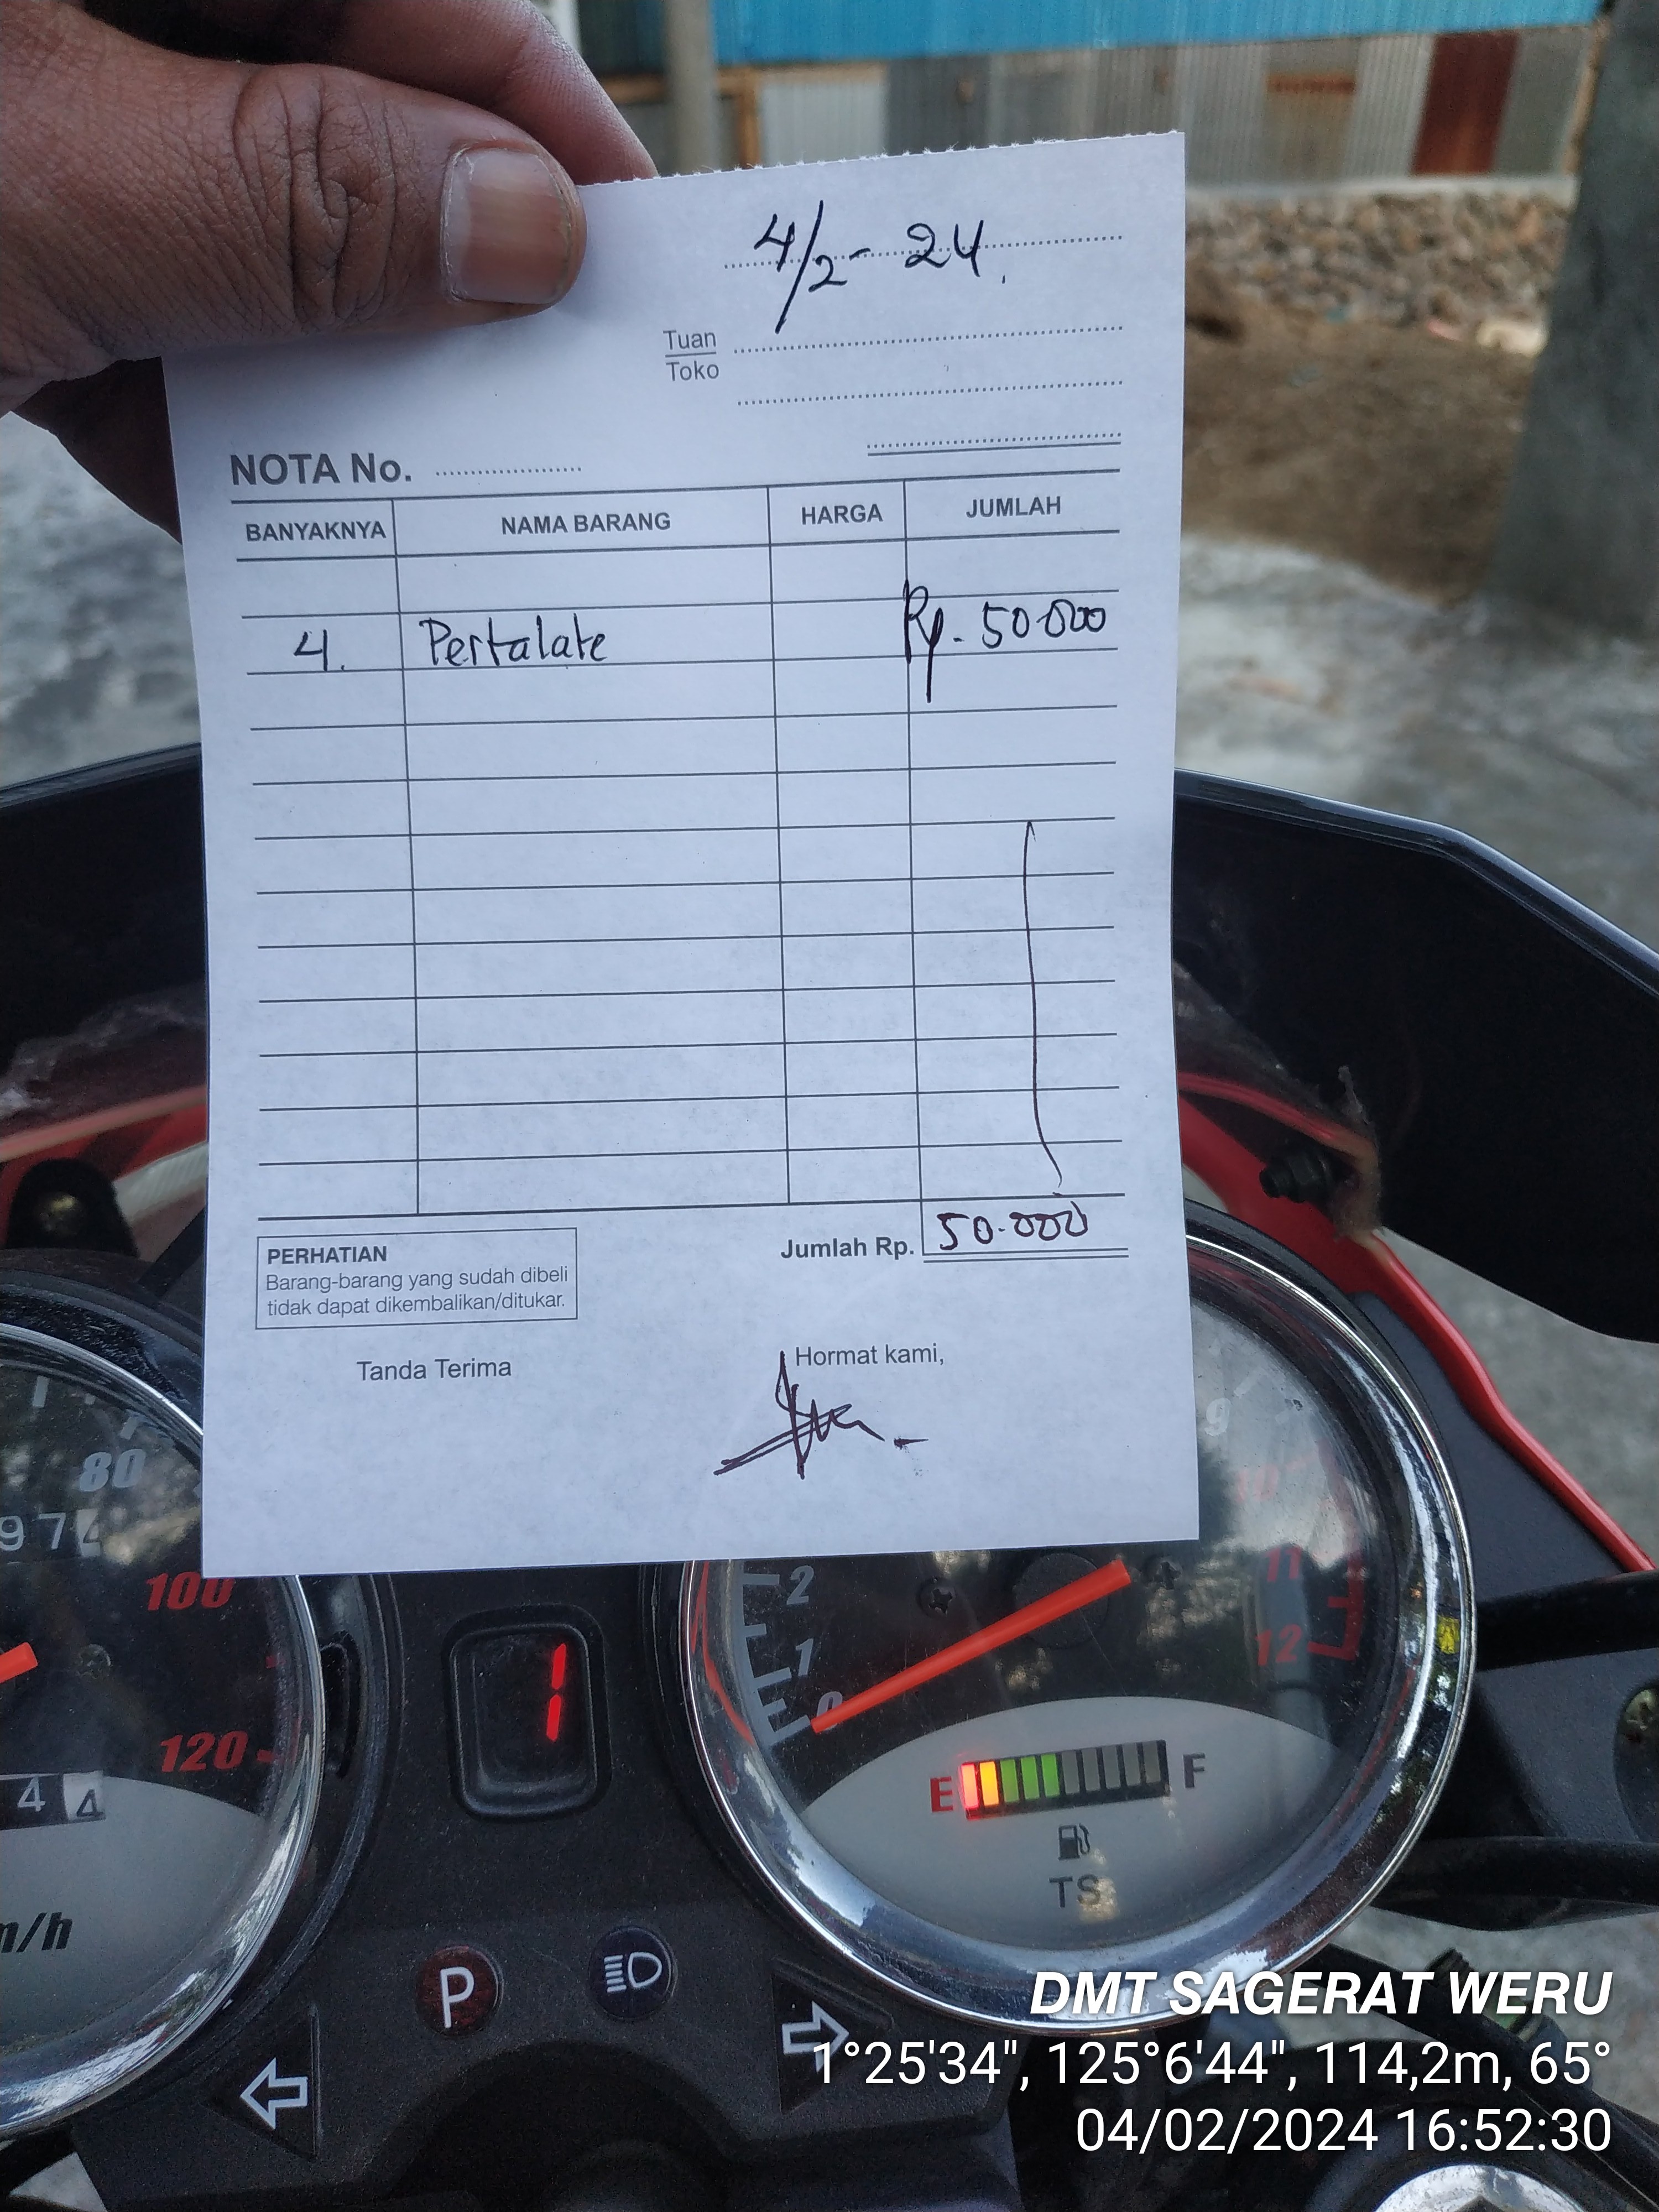 4/2 - 24.
Tuan
Toko
NOTA No.
BANYAKNYA NAMA BARANG HARGA JUMLAH
4. Pertalate Rp. 50.000
Jumlah Rp. 50.000
PERHATIAN
Barang-barang yang sudah dibeli
tidak dapat dikembalikan/ditukar.
Tanda Terima Hormat kami,
80
97
100
120
4 4
m/h
1
2
1
0
9
10
11
12
E F
TS
P
DMT SAGERAT WERU
1°25'34", 125°6'44", 114,2m, 65°
04/02/2024 16:52:30